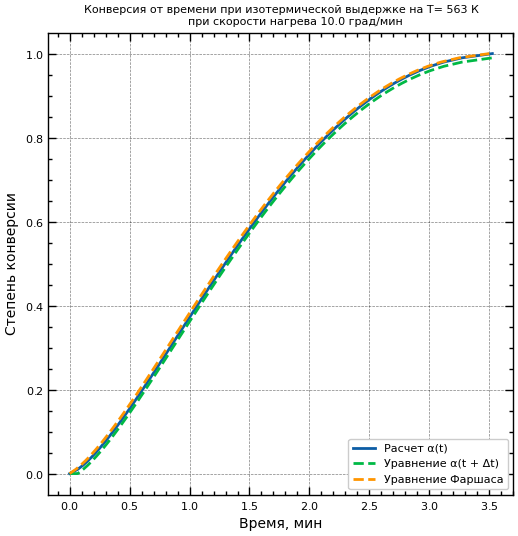 Конверсия от времени при изотермической выдержке на T= 563 K
при скорости нагрева 10.0 град/мин
Степень конверсии
1.0
0.8
0.6
0.4
0.2
0.0
Расчет α(t)
Уравнение α(t + Δt)
Уравнение Фаршаса
0.0 0.5 1.0 1.5 2.0 2.5 3.0 3.5
Время, мин